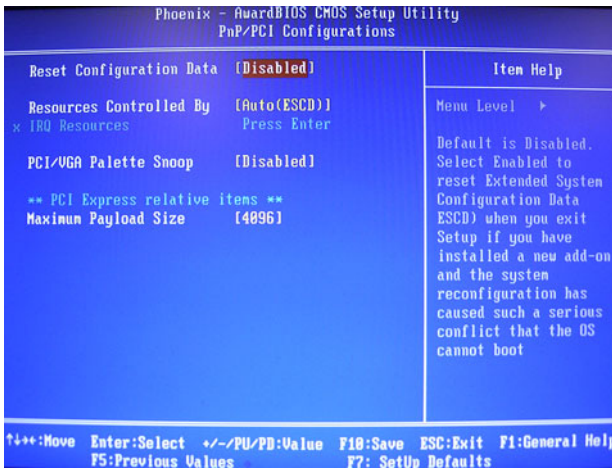 Phoenix - AwardBIOS CMOS Setup Utility
PnP/PCI Configurations
Reset Configuration Data [Disabled]
Resources Controlled By [Auto(ESCD)]
x IRQ Resources Press Enter
PCI/VGA Palette Snoop [Disabled]
** PCI Express relative items **
Maximum Payload Size [4096]
Item Help
Menu Level ▸
Default is Disabled.
Select Enabled to
reset Extended System
Configuration Data
ESCD) when you exit
Setup if you have
installed a new add-on
and the system
reconfiguration has
caused such a serious
conflict that the OS
cannot boot
↑↓→←:Move Enter:Select +/-/PU/PD:Value F10:Save ESC:Exit F1:General Help
F5:Previous Values F7: SetUp Defaults